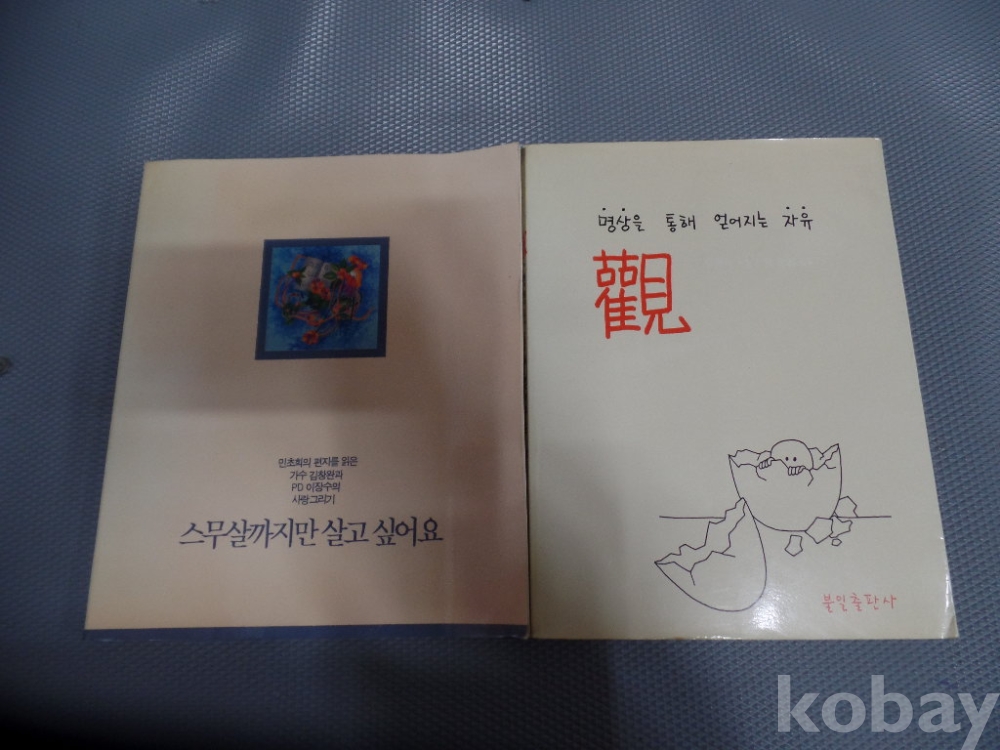 민초희의 편지를 읽은
가수 김창완과
PD 이장수의
사랑그리기
스무살까지만 살고 싶어요
명상을 통해 얻어지는 자유
觀
불일출판사
kobay